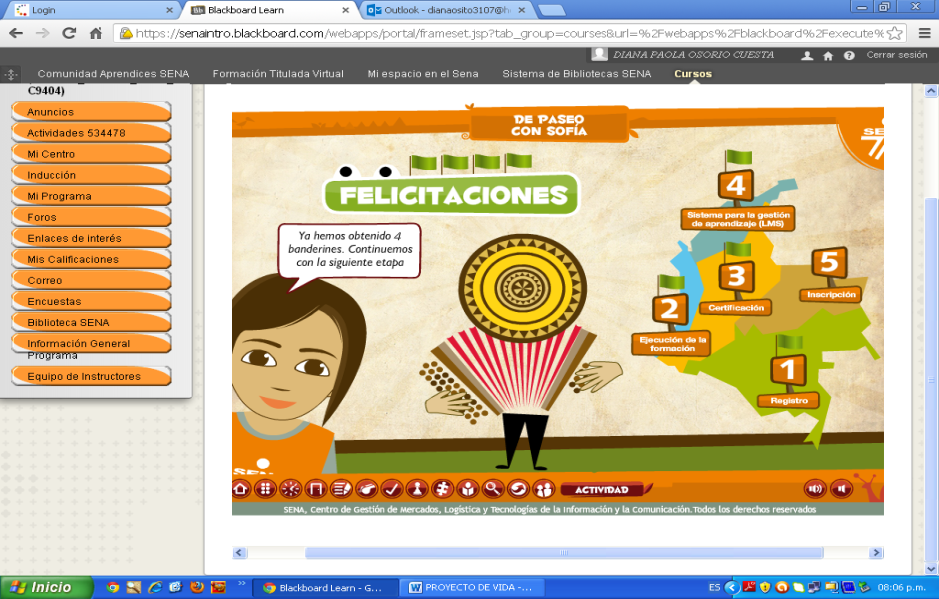 Login
Blackboard Learn
Outlook - dianaosito3107@h
https://senaintro.blackboard.com/webapps/portal/frameset.jsp?tab_group=courses&url=%2Fwebapps%2Fblackboard%2Fexecute%
DIANA PAOLA OSORIO CUESTA
Cerrar sesión
Comunidad Aprendices SENA
Formación Titulada Virtual
Mi espacio en el Sena
Sistema de Bibliotecas SENA
Cursos
C9404)
Anuncios
Actividades 534478
Mi Centro
Inducción
Mi Programa
Foros
Enlaces de interés
Mis Calificaciones
Correo
Encuestas
Biblioteca SENA
Información General
Programa
Equipo de Instructores
DE PASEO
CON SOFÍA
FELICITACIONES
Ya hemos obtenido 4
banderines. Continuemos
con la siguiente etapa
4
Sistema para la gestión
de aprendizaje (LMS)
5
Inscripción
3
Certificación
2
Ejecución de la
formación
1
Registro
ACTIVIDAD
SENA, Centro de Gestión de Mercados, Logística y Tecnologías de la Información y la Comunicación.Todos los derechos reservados
Inicio
Blackboard Learn - G...
PROYECTO DE VIDA -...
ES
08:06 p.m.